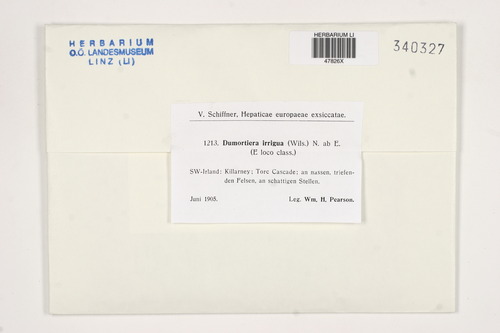 HERBARIUM
O.Ö. LANDESMUSEUM
LINZ (LI)
HERBARIUM LI
47826X
340327
V. Schiffner, Hepaticae europaeae exsiccatae.
1213. Dumortiera irrigua (Wils.) N. ab E.
(E loco class.)
SW-Irland: Killarney; Torc Cascade: an nassen, triefen-
den Felsen, an schattigen Stellen.
Juni 1905. Leg. Wm. H. Pearson.